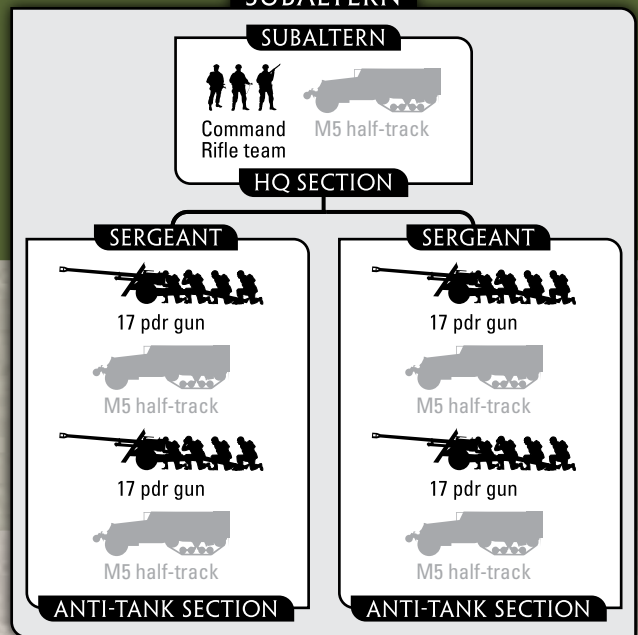 SUBALTERN
SUBALTERN
Command
Rifle team
M5 half-track
HQ SECTION
SERGEANT
17 pdr gun
M5 half-track
17 pdr gun
M5 half-track
ANTI-TANK SECTION
SERGEANT
17 pdr gun
M5 half-track
17 pdr gun
M5 half-track
ANTI-TANK SECTION